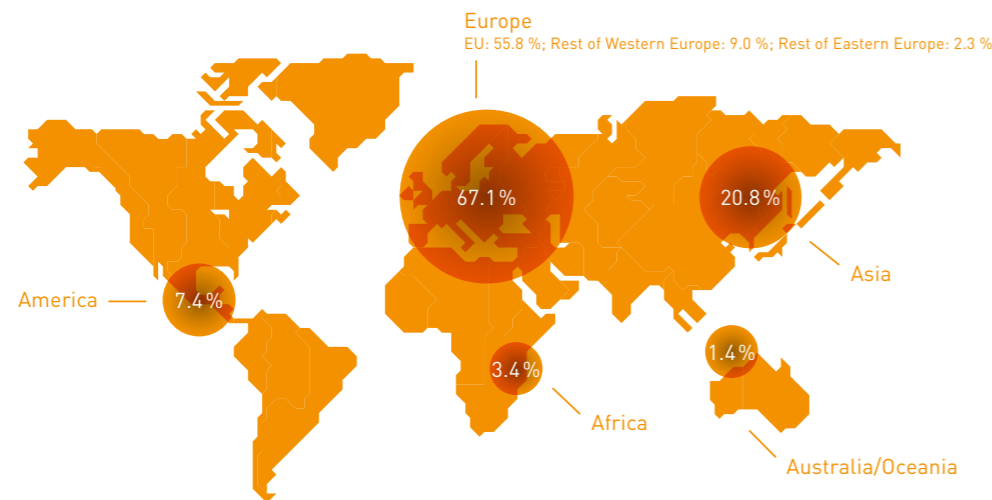 Europe
EU: 55.8 %; Rest of Western Europe: 9.0 %; Rest of Eastern Europe: 2.3 %
67.1 %
20.8 %
Asia
America
7.4 %
1.4 %
3.4 %
Africa
Australia/Oceania